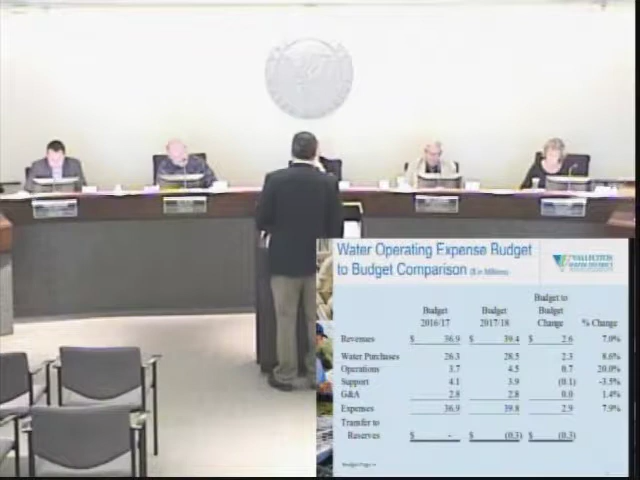 Water Operating Expense Budget
to Budget Comparison ($ in Millions)
VALLECITOS
WATER DISTRICT
Budget 2016/17 Budget 2017/18 Budget to Budget Change % Change
Revenues $ 36.9 $ 39.4 $ 2.6 7.0%
Water Purchases 26.3 28.5 2.3 8.6%
Operations 3.7 4.5 0.7 20.0%
Support 4.1 3.9 (0.1) -3.5%
G&A 2.8 2.8 0.0 1.4%
Expenses 36.9 39.8 2.9 7.9%
Transfer to
Reserves $ - $ (0.3) $ (0.3)